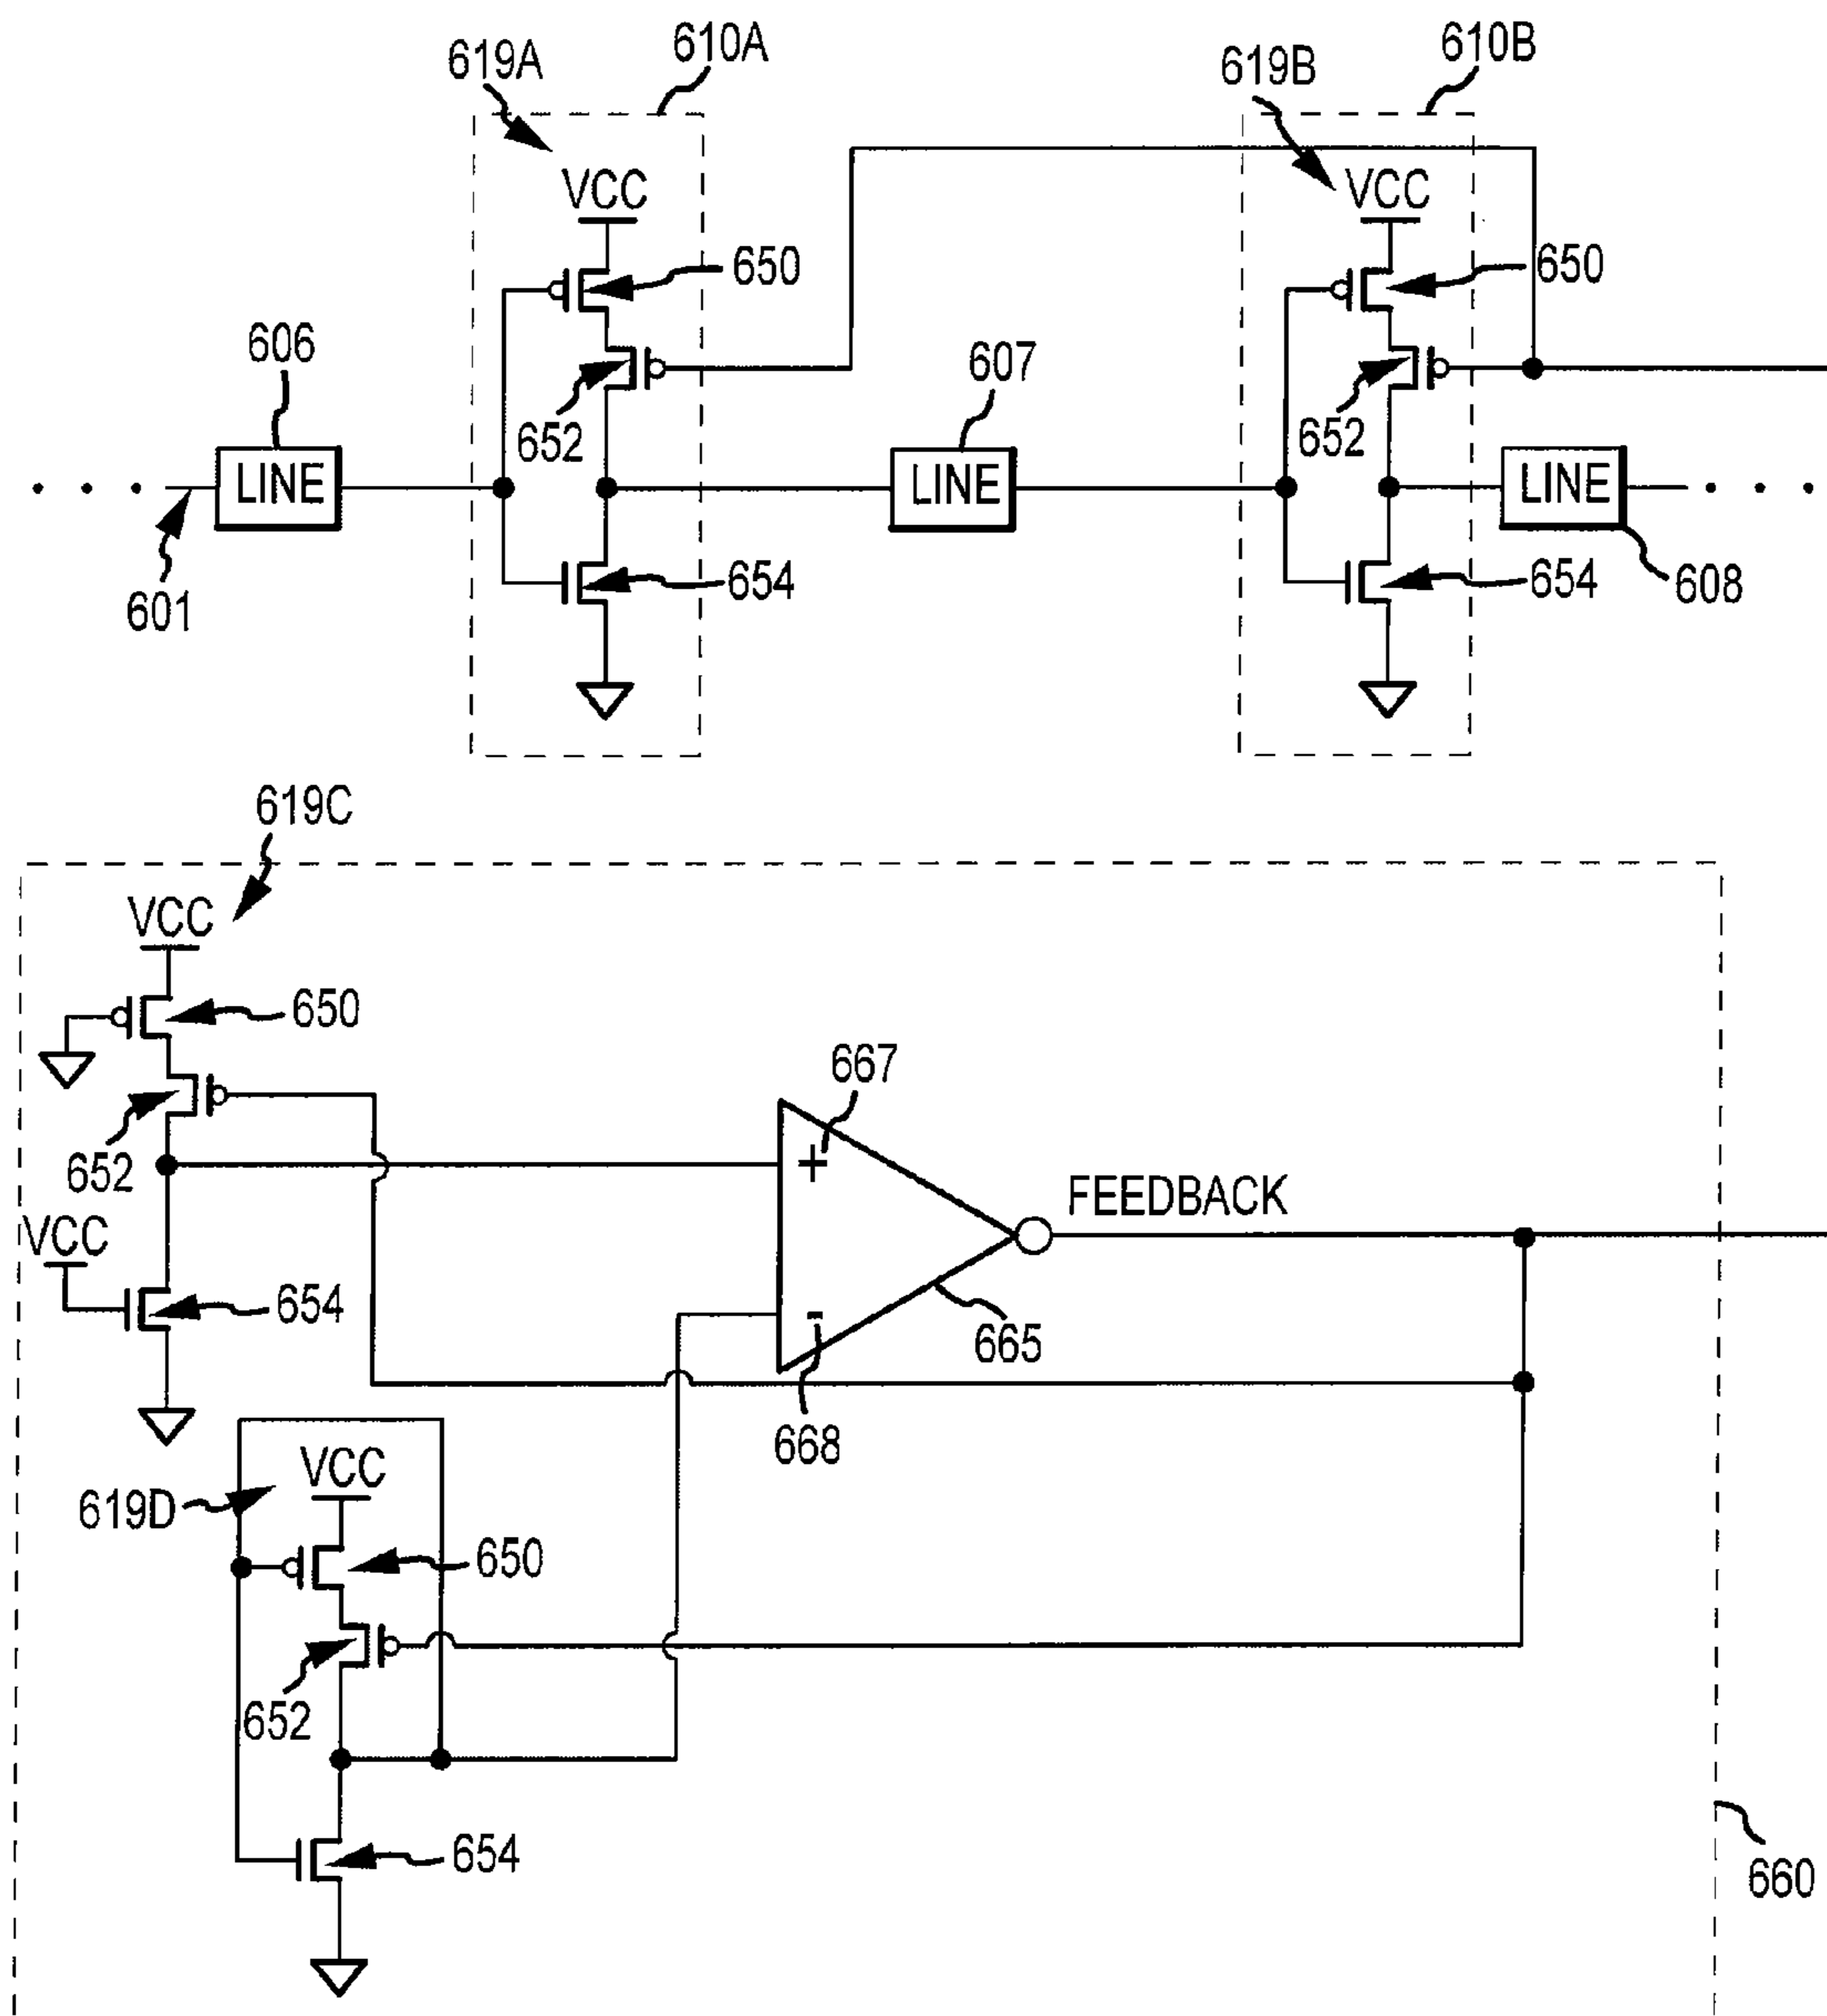 619A 610A 619B 610B
VCC VCC
650 650
606 607
652 652
LINE LINE LINE
601 654 654 608
619C
VCC
650
667
+
652
FEEDBACK
VCC
654
-
665
668
VCC
619D
650
652
654
660